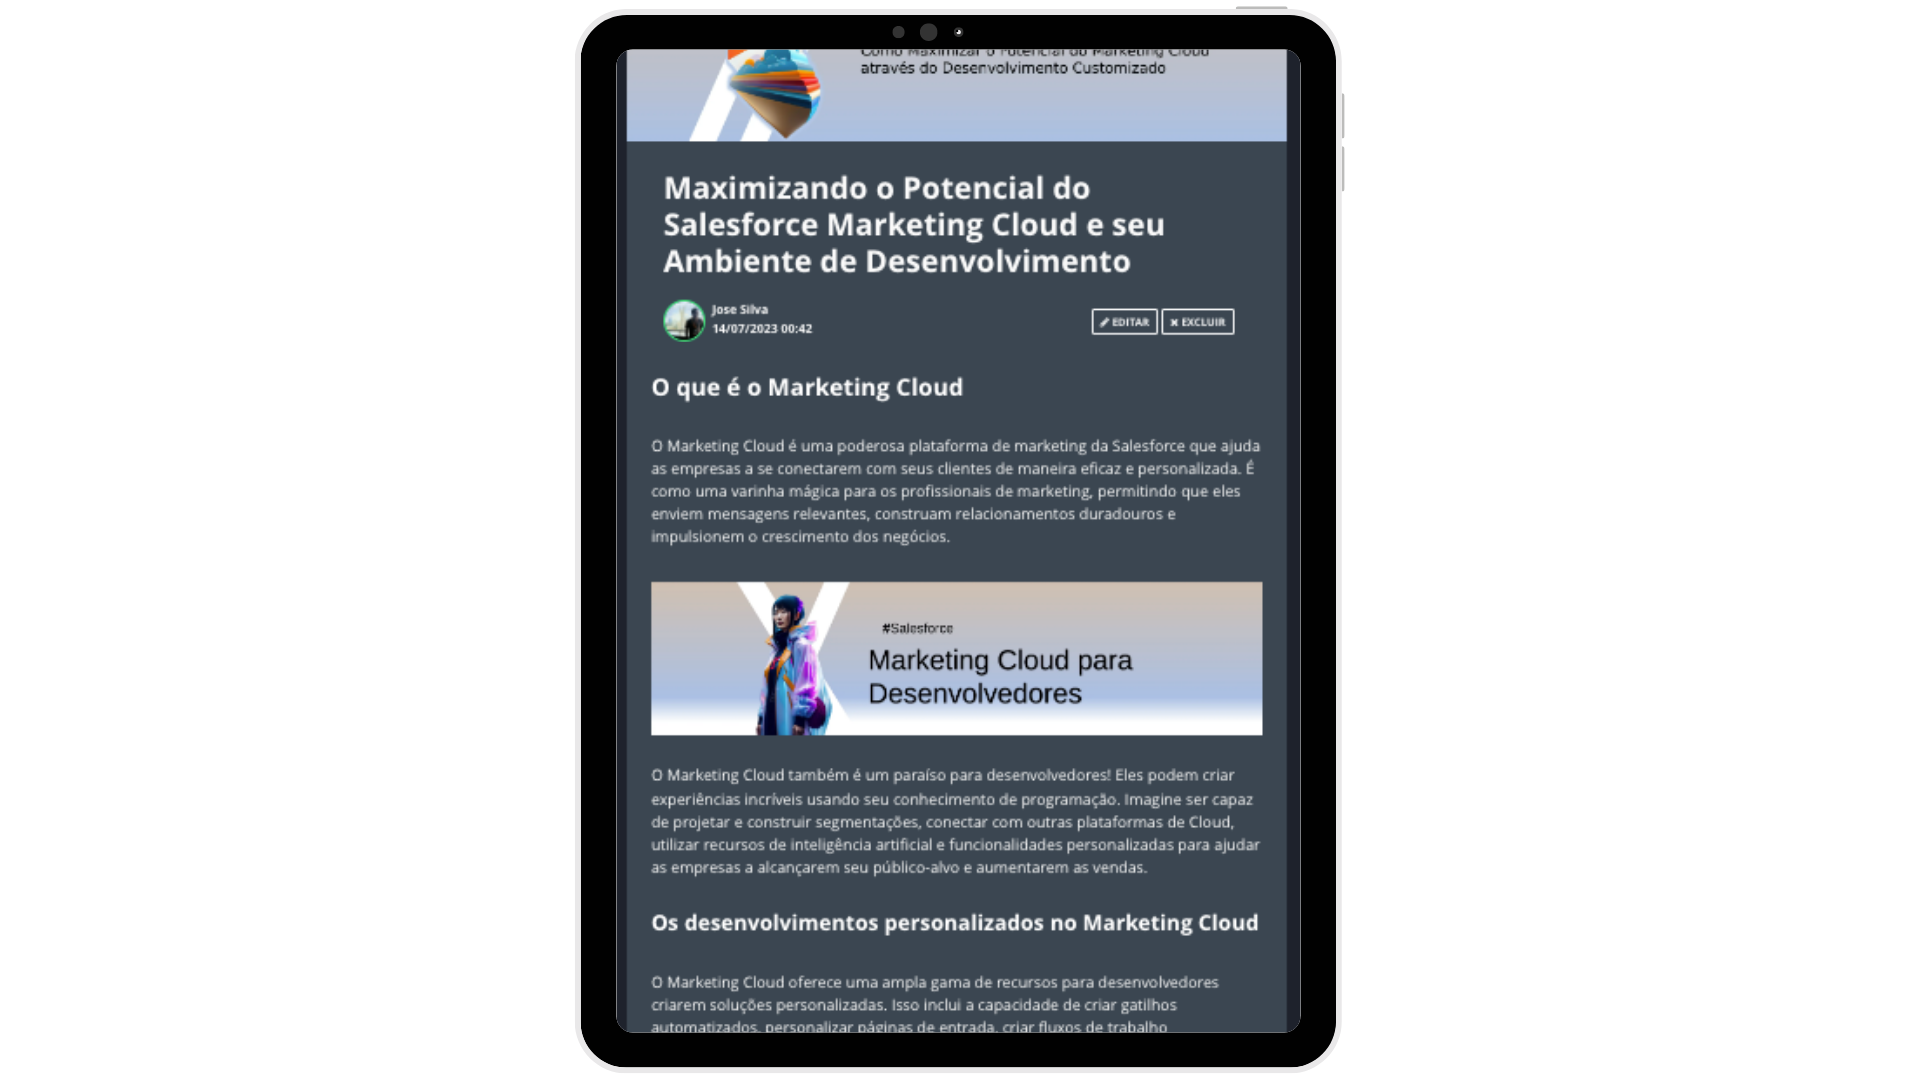 Como Maximizar o Potencial do Marketing Cloud
através do Desenvolvimento Customizado
Maximizando o Potencial do
Salesforce Marketing Cloud e seu
Ambiente de Desenvolvimento
Jose Silva
14/07/2023 00:42
EDITAR
EXCLUIR
O que é o Marketing Cloud
O Marketing Cloud é uma poderosa plataforma de marketing da Salesforce que ajuda
as empresas a se conectarem com seus clientes de maneira eficaz e personalizada. É
como uma varinha mágica para os profissionais de marketing, permitindo que eles
enviem mensagens relevantes, construam relacionamentos duradouros e
impulsionem o crescimento dos negócios.
#Salesforce
Marketing Cloud para
Desenvolvedores
O Marketing Cloud também é um paraíso para desenvolvedores! Eles podem criar
experiências incríveis usando seu conhecimento de programação. Imagine ser capaz
de projetar e construir segmentações, conectar com outras plataformas de Cloud,
utilizar recursos de inteligência artificial e funcionalidades personalizadas para ajudar
as empresas a alcançarem seu público-alvo e aumentarem as vendas.
Os desenvolvimentos personalizados no Marketing Cloud
O Marketing Cloud oferece uma ampla gama de recursos para desenvolvedores
criarem soluções personalizadas. Isso inclui a capacidade de criar gatilhos
automatizados, personalizar páginas de entrada, criar fluxos de trabalho